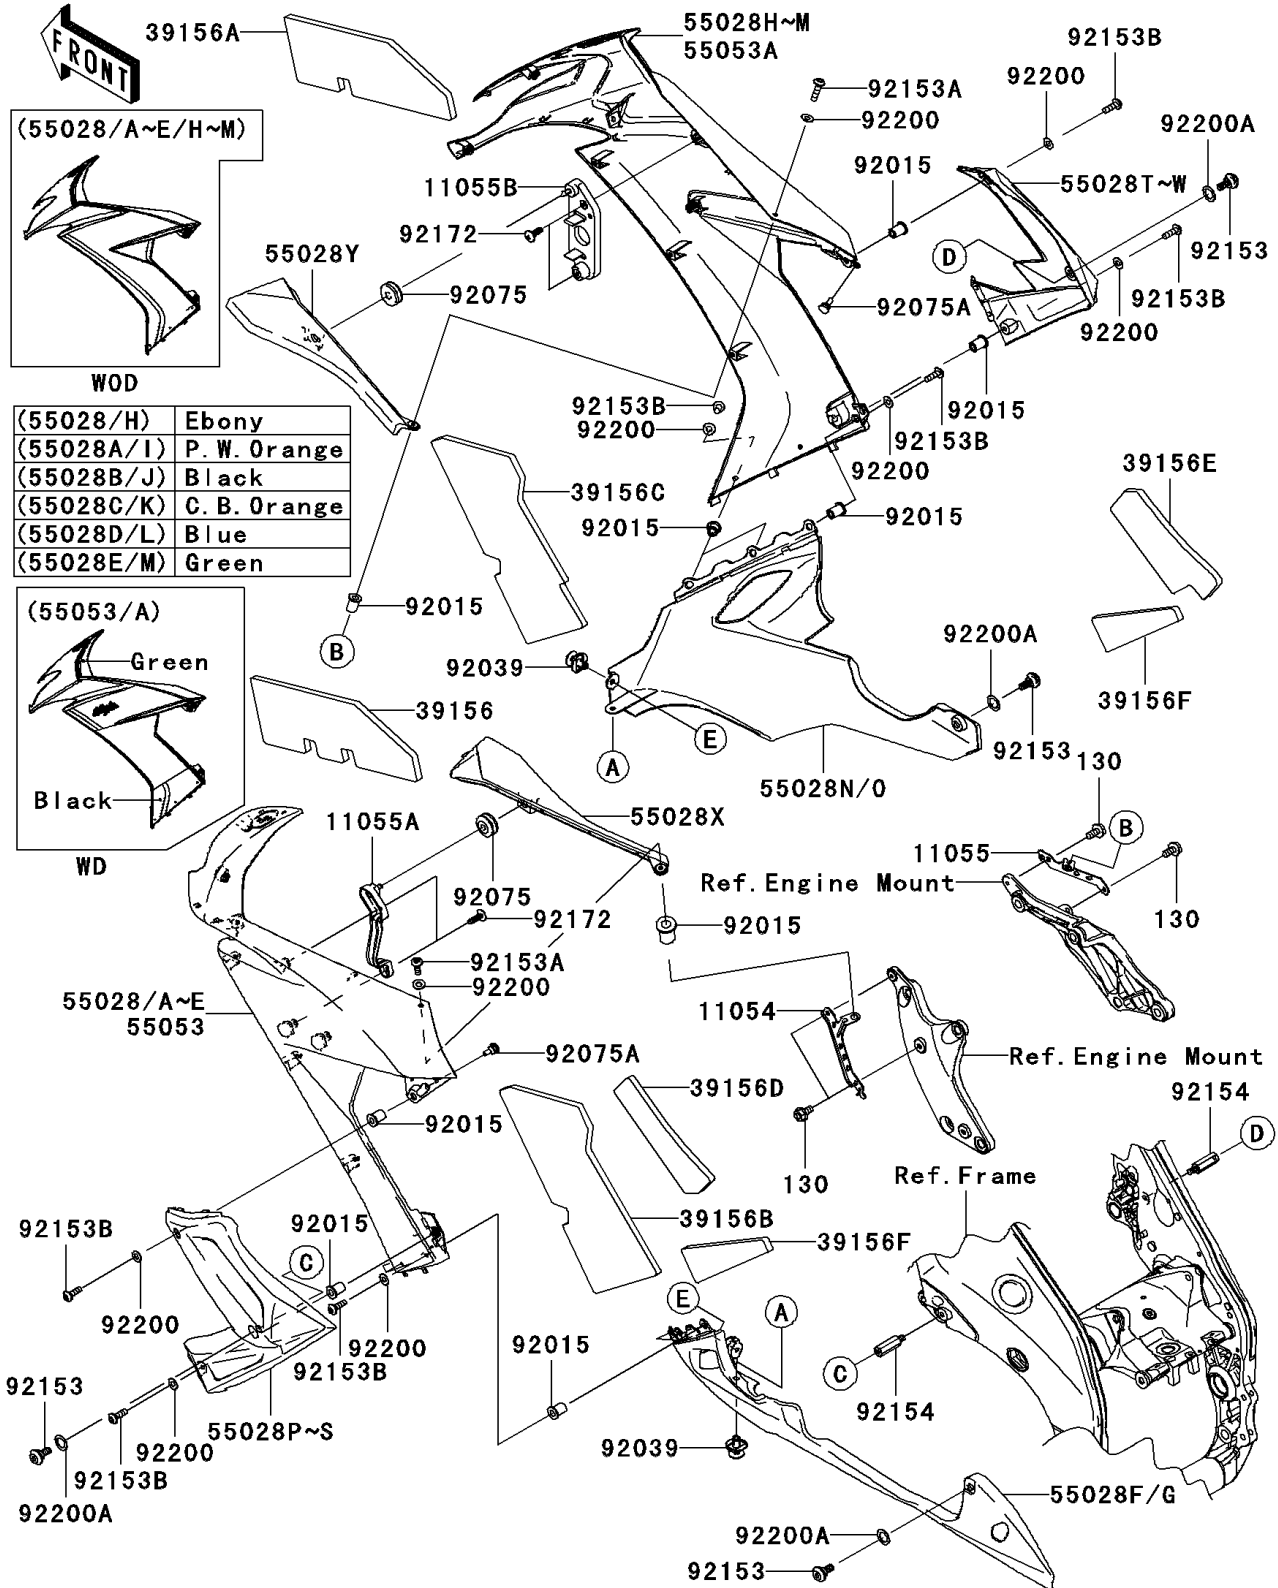 FRONT
39156A
55028H~M
55053A
92153B
92200
92153A
92200
92200A
(55028/A~E/H~M)
92015
55028T~W
11055B
92172
55028Y
D
92153
92075
92075A
92153B
92200
WOD
92015
(55028/H) Ebony
(55028A/I) P.W.Orange
(55028B/J) Black
(55028C/K) C.B.Orange
(55028D/L) Blue
(55028E/M) Green
92153B
92200
92153B
92200
39156E
39156C
92015
92015
(55053/A)
Green
Black
WD
92015
B
92039
92200A
39156F
39156
E
A
92153
130
55028N/O
55028X
11055A
B
11055
Ref.Engine Mount
92075
130
92172
92015
92153A
92200
55028/A~E
55053
11054
92075A
Ref.Engine Mount
39156D
92154
D
92015
130
Ref.Frame
92153B
92015
39156B
C
39156F
92200
92200
92153B
E
A
92015
C
92153
92154
55028P~S
92200
92039
92153B
92200A
55028F/G
92200A
92153